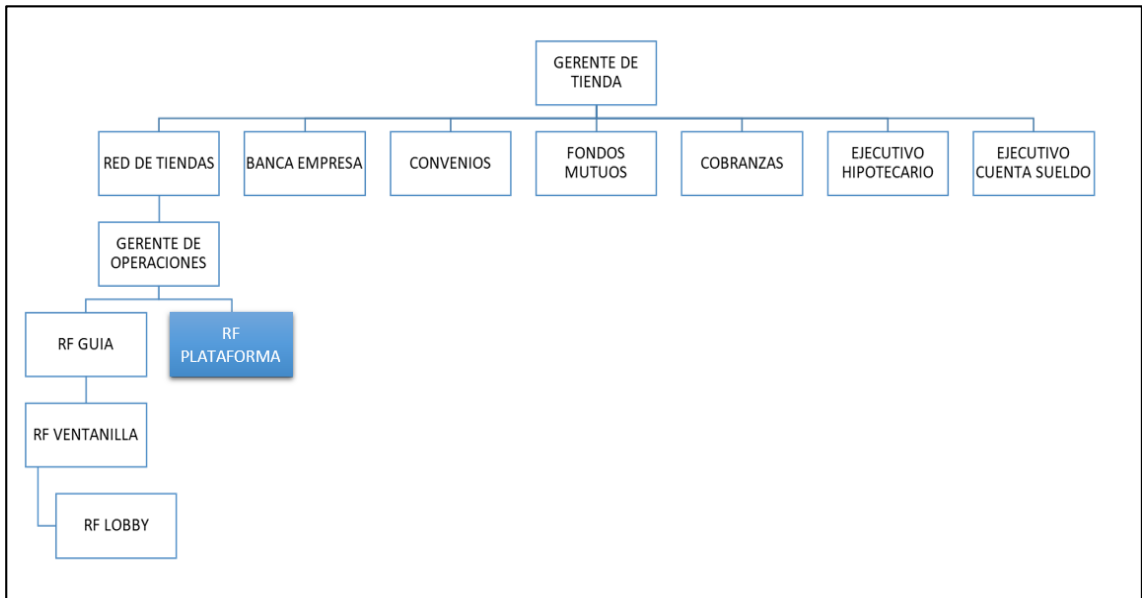 GERENTE DE
TIENDA
RED DE TIENDAS
BANCA EMPRESA
CONVENIOS
FONDOS
MUTUOS
COBRANZAS
EJECUTIVO
HIPOTECARIO
EJECUTIVO
CUENTA SUELDO
GERENTE DE
OPERACIONES
RF GUIA
RF
PLATAFORMA
RF VENTANILLA
RF LOBBY